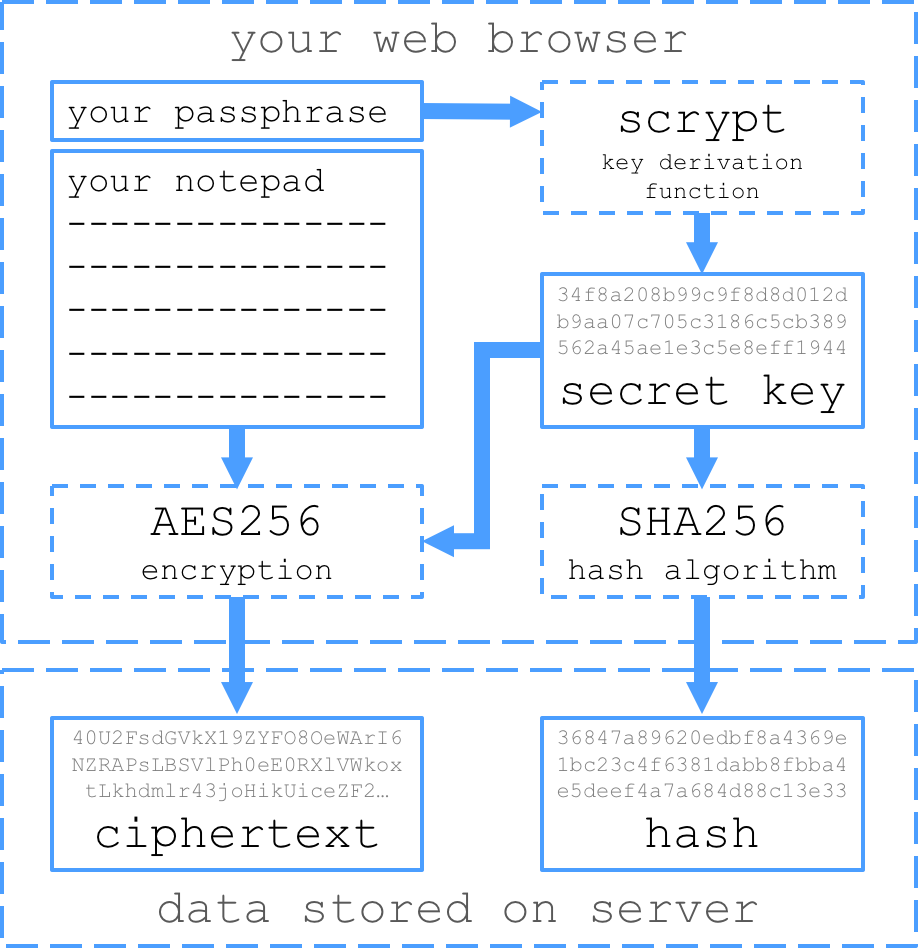 your web browser
your passphrase
scrypt
key derivation
function
your notepad
---------------
---------------
---------------
---------------
---------------
34f8a208b99c9f8d8d012d
b9aa07c705c3186c5cb389
562a45ae1e3c5e8eff1944
secret key
AES256
encryption
SHA256
hash algorithm
40U2FsdGVkX19ZYFO8OeWArI6
NZRAPsLBSVlPh0eE0RXlVWkox
tLkhdmlr43joHikUiceZF2…
ciphertext
36847a89620edbf8a4369e
1bc23c4f6381dabb8fbba4
e5deef4a7a684d88c13e33
hash
data stored on server